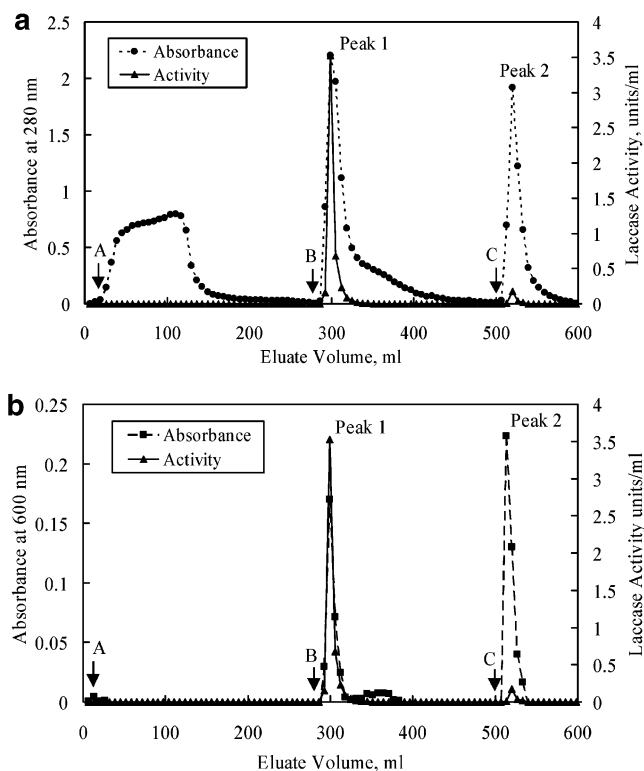 a
2.5
2
1.5
1
0.5
0
Absorbance at 280 nm
Absorbance
Activity
Peak 1
Peak 2
A
B
C
4
3.5
3
2.5
2
1.5
1
0.5
0
Laccase Activity, units/ml
0 100 200 300 400 500 600
Eluate Volume, ml
b
0.25
0.2
0.15
0.1
0.05
0
Absorbance at 600 nm
Absorbance
Activity
Peak 1
Peak 2
A
B
C
4
3.5
3
2.5
2
1.5
1
0.5
0
Laccase Activity units/ml
0 100 200 300 400 500 600
Eluate Volume, ml